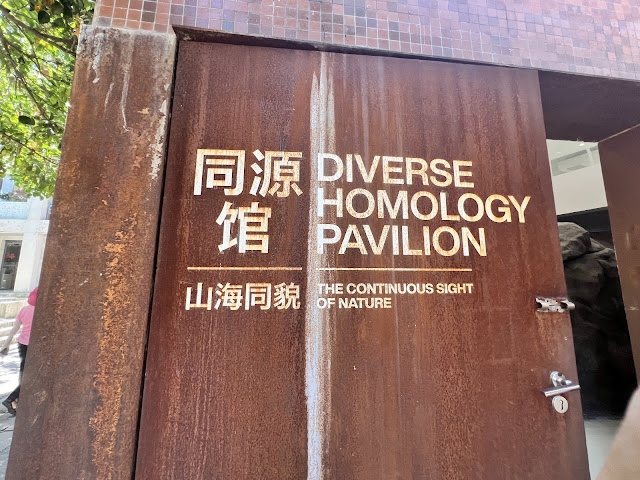 同源
馆
DIVERSE
HOMOLOGY
PAVILION
山海同貌
THE CONTINUOUS SIGHT
OF NATURE